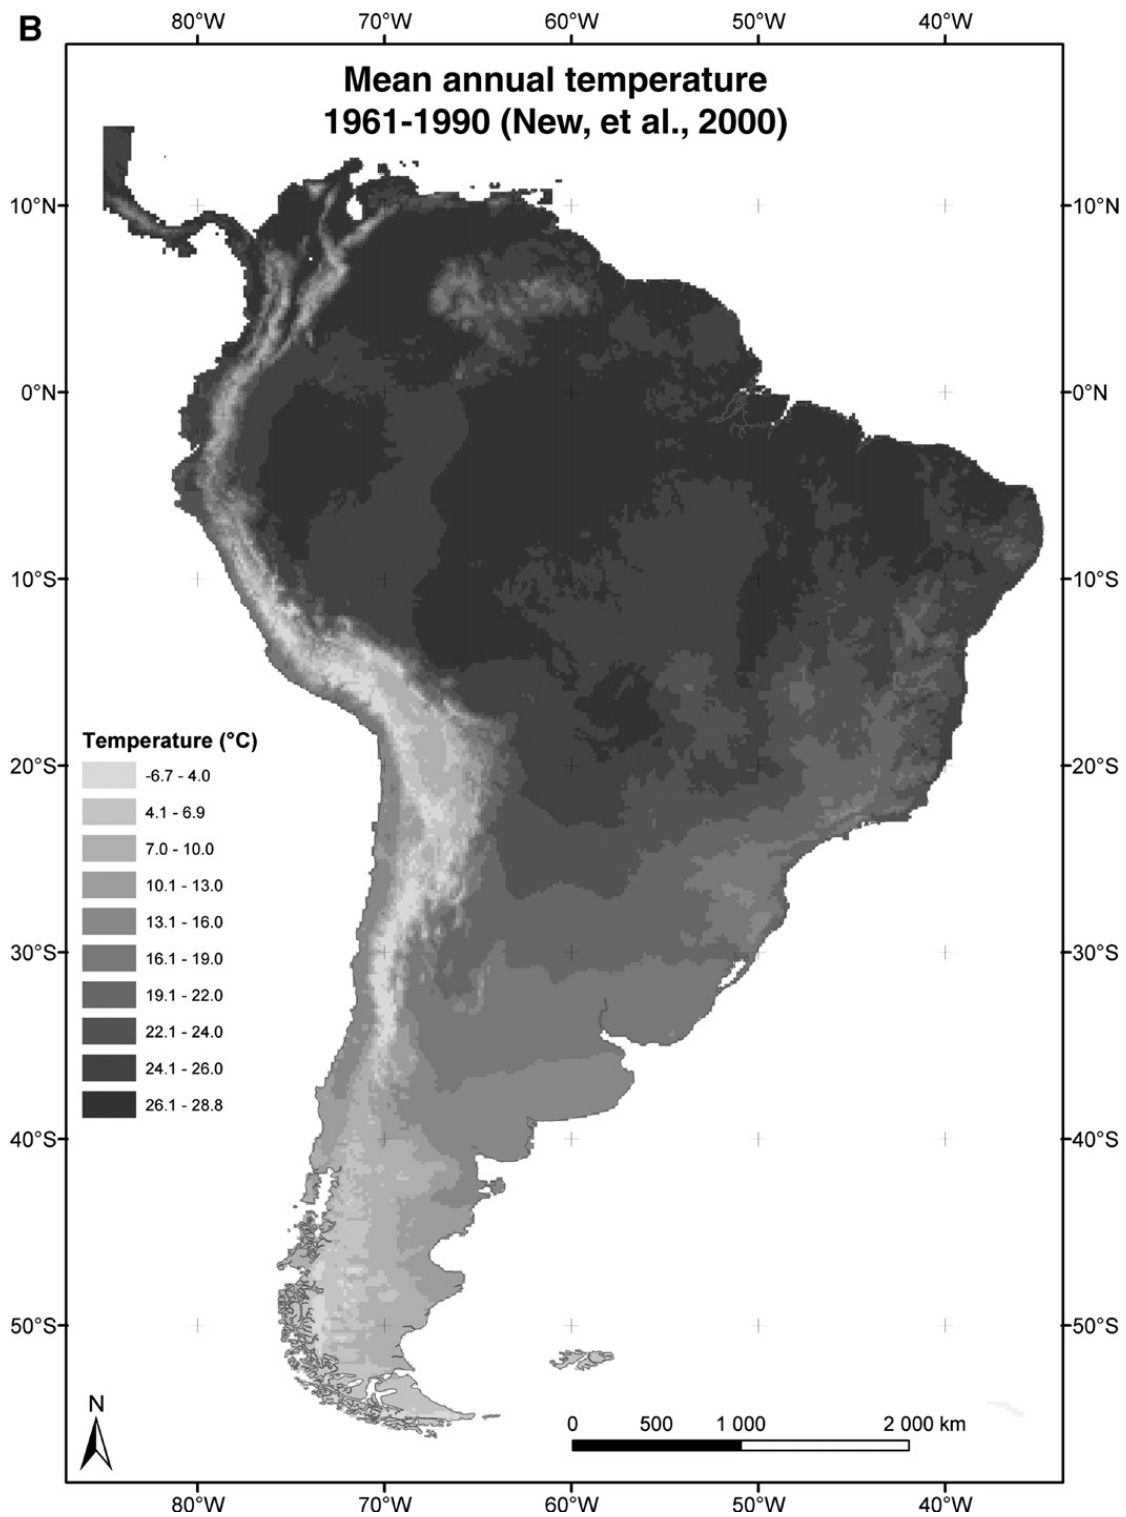 B
80°W 70°W 60°W 50°W 40°W
Mean annual temperature
1961-1990 (New, et al., 2000)
10°N 10°N
0°N 0°N
10°S 10°S
Temperature (°C)
-6.7 - 4.0
20°S 20°S
4.1 - 6.9
7.0 - 10.0
10.1 - 13.0
13.1 - 16.0
30°S 30°S
16.1 - 19.0
19.1 - 22.0
22.1 - 24.0
24.1 - 26.0
26.1 - 28.8
40°S 40°S
50°S 50°S
N
0 500 1 000 2 000 km
80°W 70°W 60°W 50°W 40°W